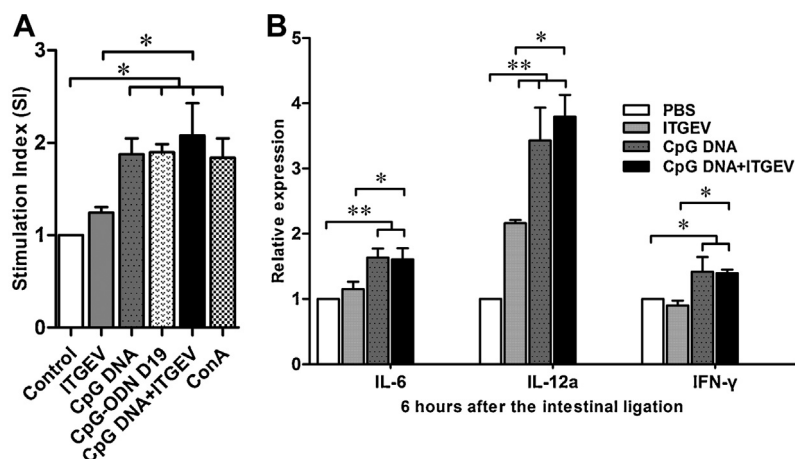 A
Stimulation Index (SI)
3
2
1
0
*
*
Control
ITGEV
CpG DNA
CpG-ODN D19
CpG DNA+ITGEV
ConA
B
Relative expression
5
4
3
2
1
0
*
**
*
**
*
*
PBS
ITGEV
CpG DNA
CpG DNA+ITGEV
IL-6 IL-12a IFN-γ
6 hours after the intestinal ligation